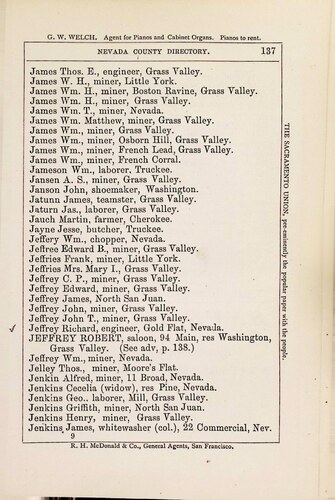 G. W. WELCH. Agent for Pianos and Cabinet Organs. Pianos to rent.
NEVADA COUNTY DIRECTORY. 137
James Thos. E., engineer, Grass Valley.
James W. H., miner, Little York.
James Wm. H., miner, Boston Ravine, Grass Valley.
James Wm. H., miner, Grass Valley.
James Wm. T., miner, Nevada.
James Wm. Matthew, miner, Grass Valley.
James Wm., miner, Grass Valley.
James Wm., miner, Osborn Hill, Grass Valley.
James Wm., miner, French Lead, Grass Valley.
James Wm., miner, French Corral.
Jameson Wm., laborer, Truckee.
Jansen A. S., miner, Grass Valley.
Janson John, shoemaker, Washington.
Jatunn James, teamster, Grass Valley.
Jaturn Jas., laborer, Grass Valley.
Jauch Martin, farmer, Cherokee.
Jayne Jesse, butcher, Truckee.
Jeffery Wm., chopper, Nevada.
Jeffree Edward B., miner, Grass Valley.
Jeffries Frank, miner, Little York.
Jeffries Mrs. Mary I., Grass Valley.
Jeffrey C. P., miner, Grass Valley.
Jeffrey Edward, miner, Grass Valley.
Jeffrey James, North San Juan.
Jeffrey John, miner, Grass Valley.
Jeffrey John T., miner, Grass Valley.
Jeffrey Richard, engineer, Gold Flat, Nevada.
JEFFREY ROBERT, saloon, 94 Main, res Washington,
Grass Valley. (See adv, p. 138.)
Jeffrey Wm., miner, Nevada.
Jelley Thos., miner, Moore's Flat.
Jenkin Alfred, miner, 11 Broad, Nevada.
Jenkins Cecelia (widow), res Pine, Nevada.
Jenkins Geo., laborer, Mill, Grass Valley.
Jenkins Griffith, miner, North San Juan.
Jenkins Henry, miner, Grass Valley.
Jenkins James, whitewasher (col.), 22 Commercial, Nev.
9
R. H. McDonald & Co., General Agents, San Francisco.
THE SACRAMENTO UNION, pre-eminently the popular paper with the people.